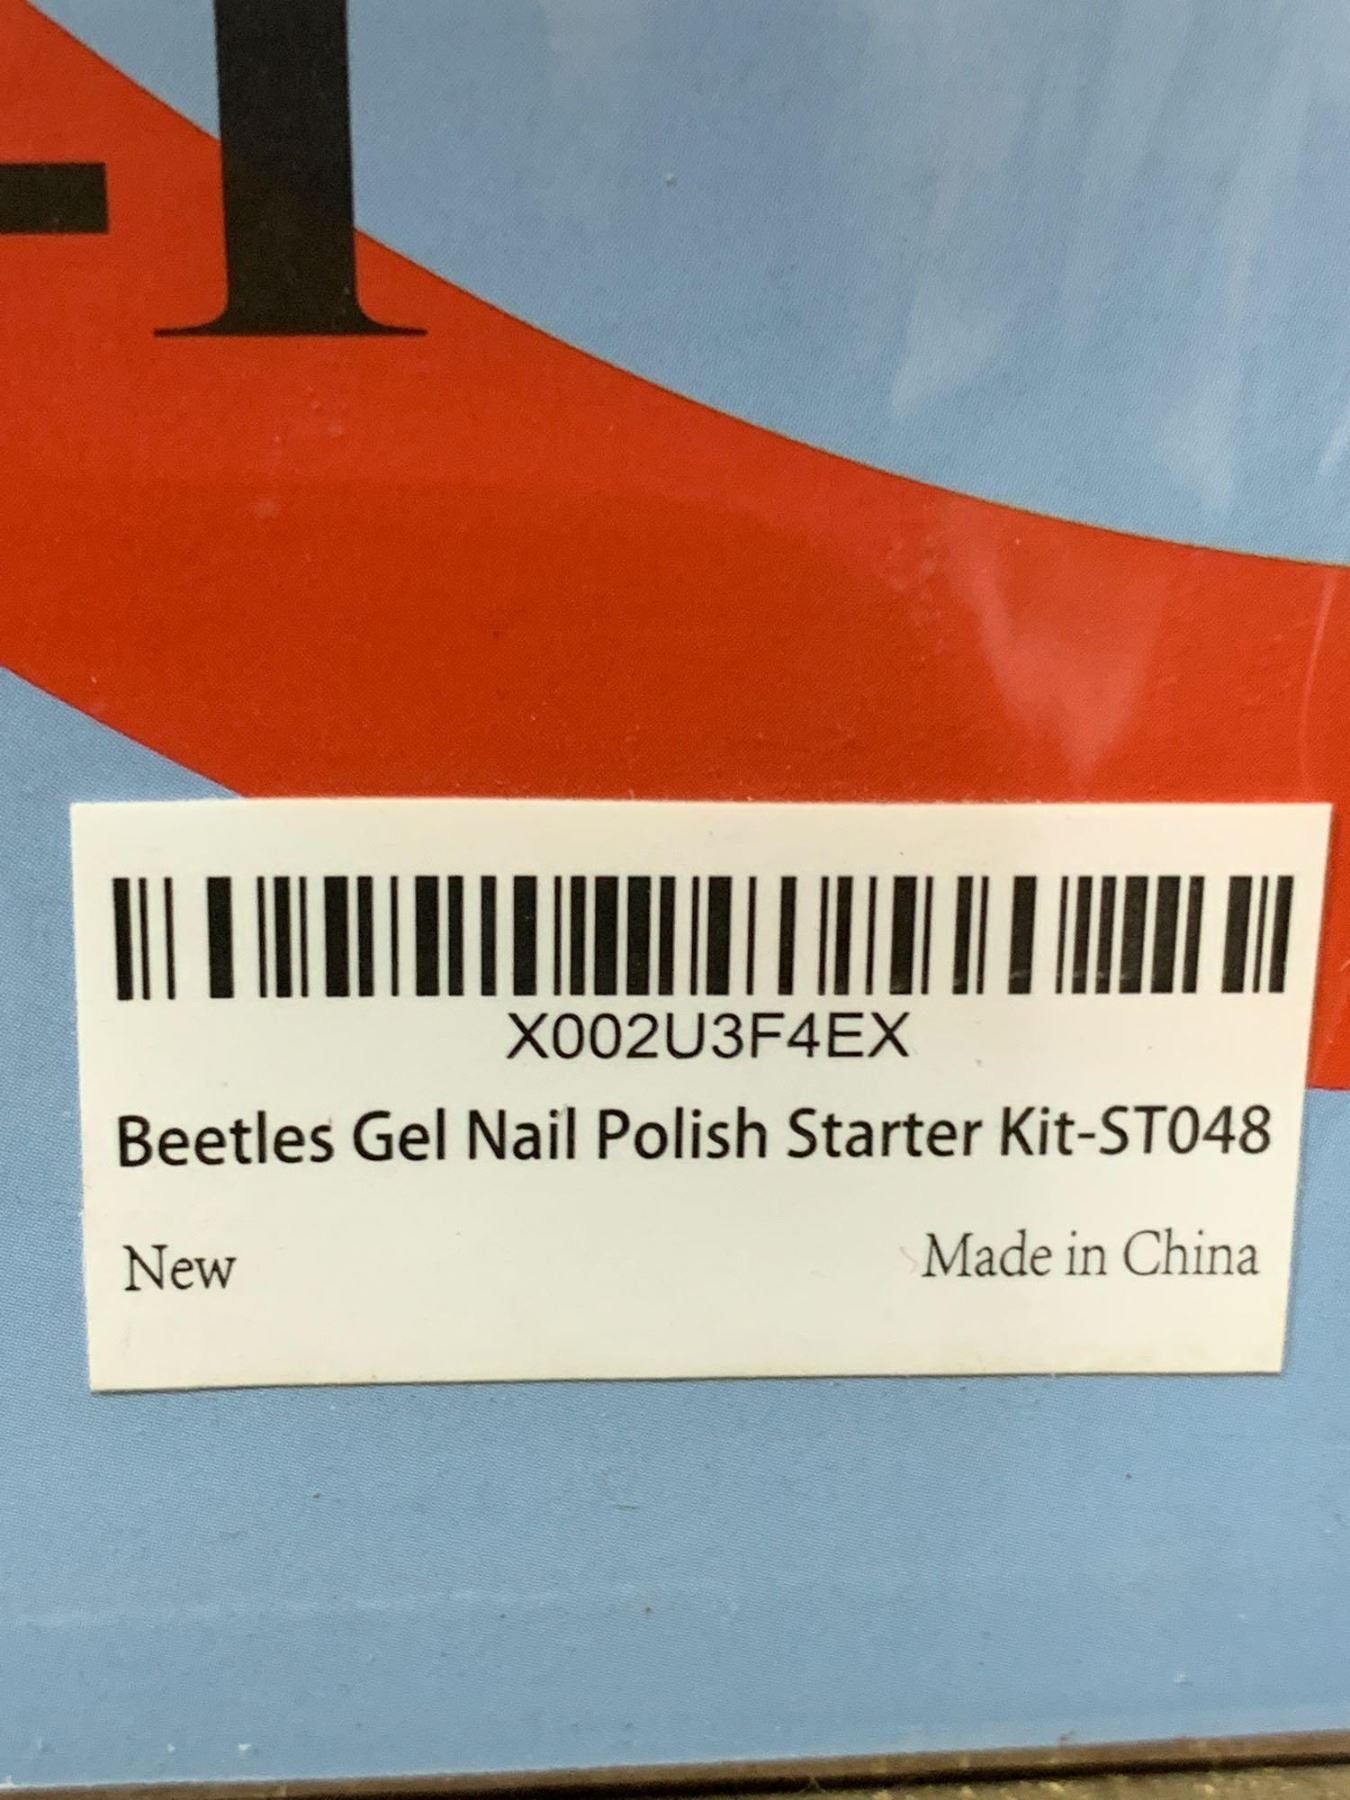 X002U3F4EX
Beetles Gel Nail Polish Starter Kit-ST048
New
Made in China